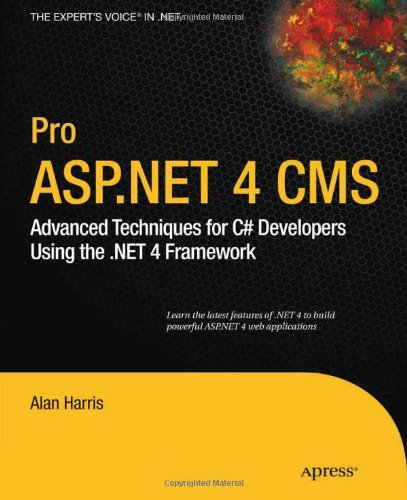 THE EXPERT'S VOICE® IN .NET
Pro
ASP.NET 4 CMS
Advanced Techniques for C# Developers
Using the .NET 4 Framework
Learn the latest features of .NET 4 to build
powerful ASP.NET 4 web applications
Alan Harris
Apress®
Copyrighted Material
Copyrighted Material